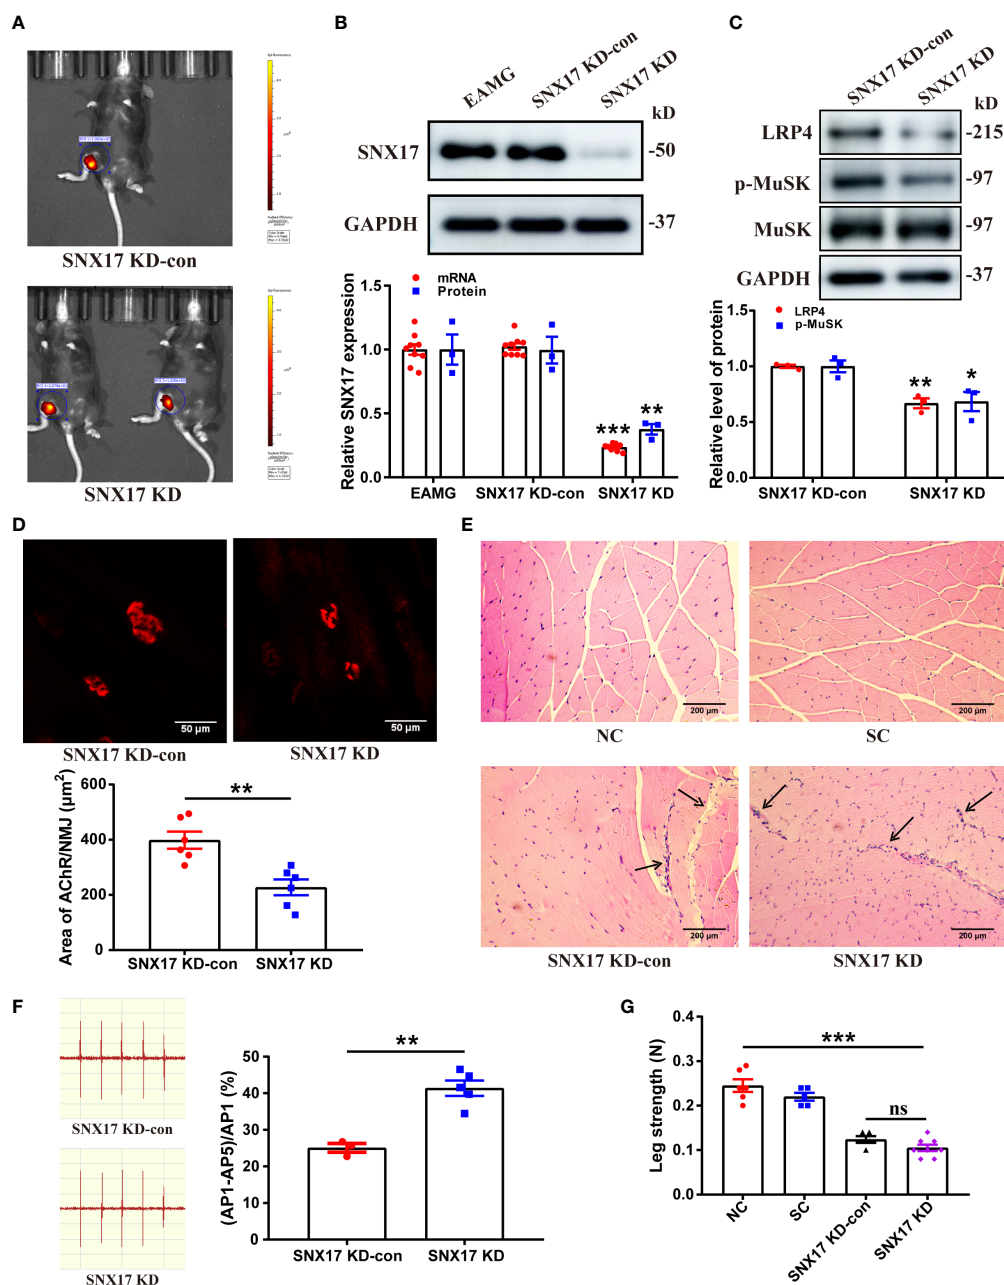 A
SNX17 KD-con
SNX17 KD
B
EAMG
SNX17 KD-con
SNX17 KD
kD
SNX17
-50
GAPDH
-37
mRNA
Protein
Relative SNX17 expression
1.5
1.0
0.5
0.0
***
**
EAMG
SNX17 KD-con
SNX17 KD
C
SNX17 KD-con
SNX17 KD
kD
LRP4
-215
p-MuSK
-97
MuSK
-97
GAPDH
-37
LRP4
p-MuSK
Relative level of protein
1.5
1.0
0.5
0.0
**
*
SNX17 KD-con
SNX17 KD
D
50 µm
50 µm
SNX17 KD-con
SNX17 KD
Area of AChR/NMJ (µm²)
600
400
200
0
**
SNX17 KD-con
SNX17 KD
E
200 µm
200 µm
NC
SC
200 µm
200 µm
SNX17 KD-con
SNX17 KD
F
SNX17 KD-con
SNX17 KD
(AP1-AP5)/AP1 (%)
50
40
30
20
10
0
**
SNX17 KD-con
SNX17 KD
G
Leg strength (N)
0.4
0.3
0.2
0.1
0.0
***
ns
NC
SC
SNX17 KD-con
SNX17 KD